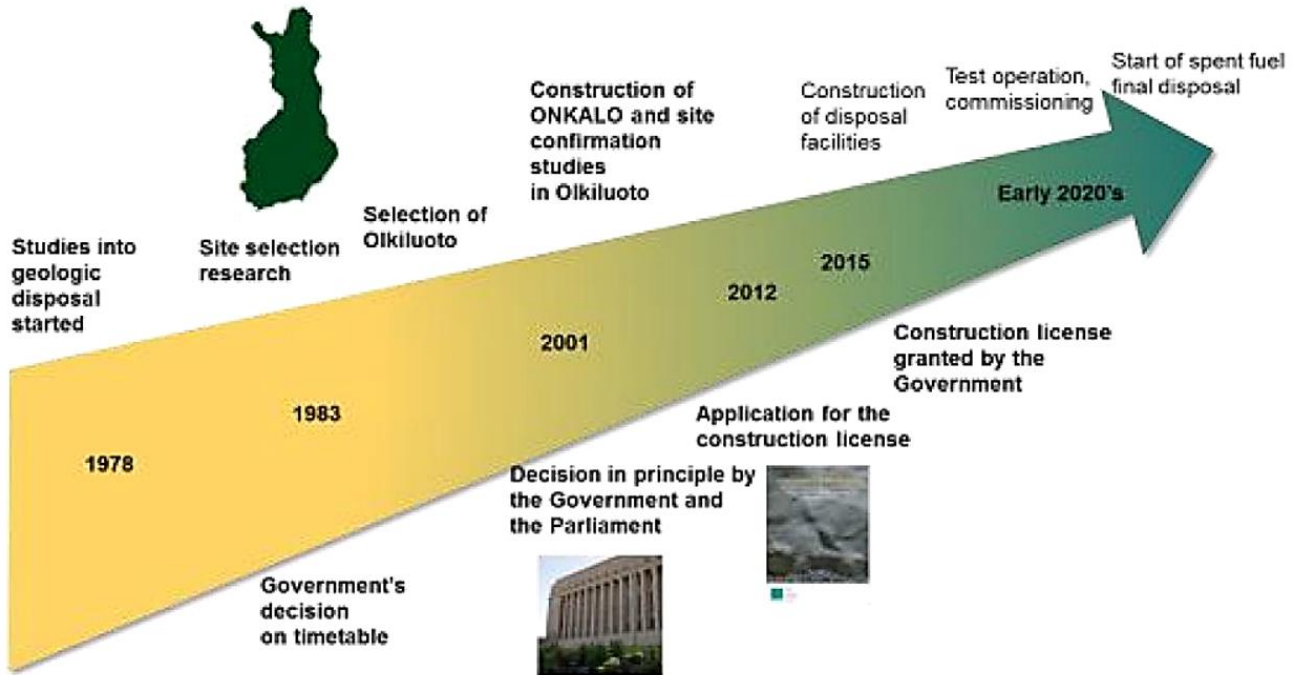 Studies into
geologic
disposal
started
Site selection
research
Selection of
Olkiluoto
Construction of
ONKALO and site
confirmation
studies
in Olkiluoto
Construction
of disposal
facilities
Test operation,
commissioning
Start of spent fuel
final disposal
1978
1983
2001
2012
2015
Early 2020's
Government's
decision
on timetable
Decision in principle by
the Government and
the Parliament
Application for the
construction license
Construction license
granted by the
Government